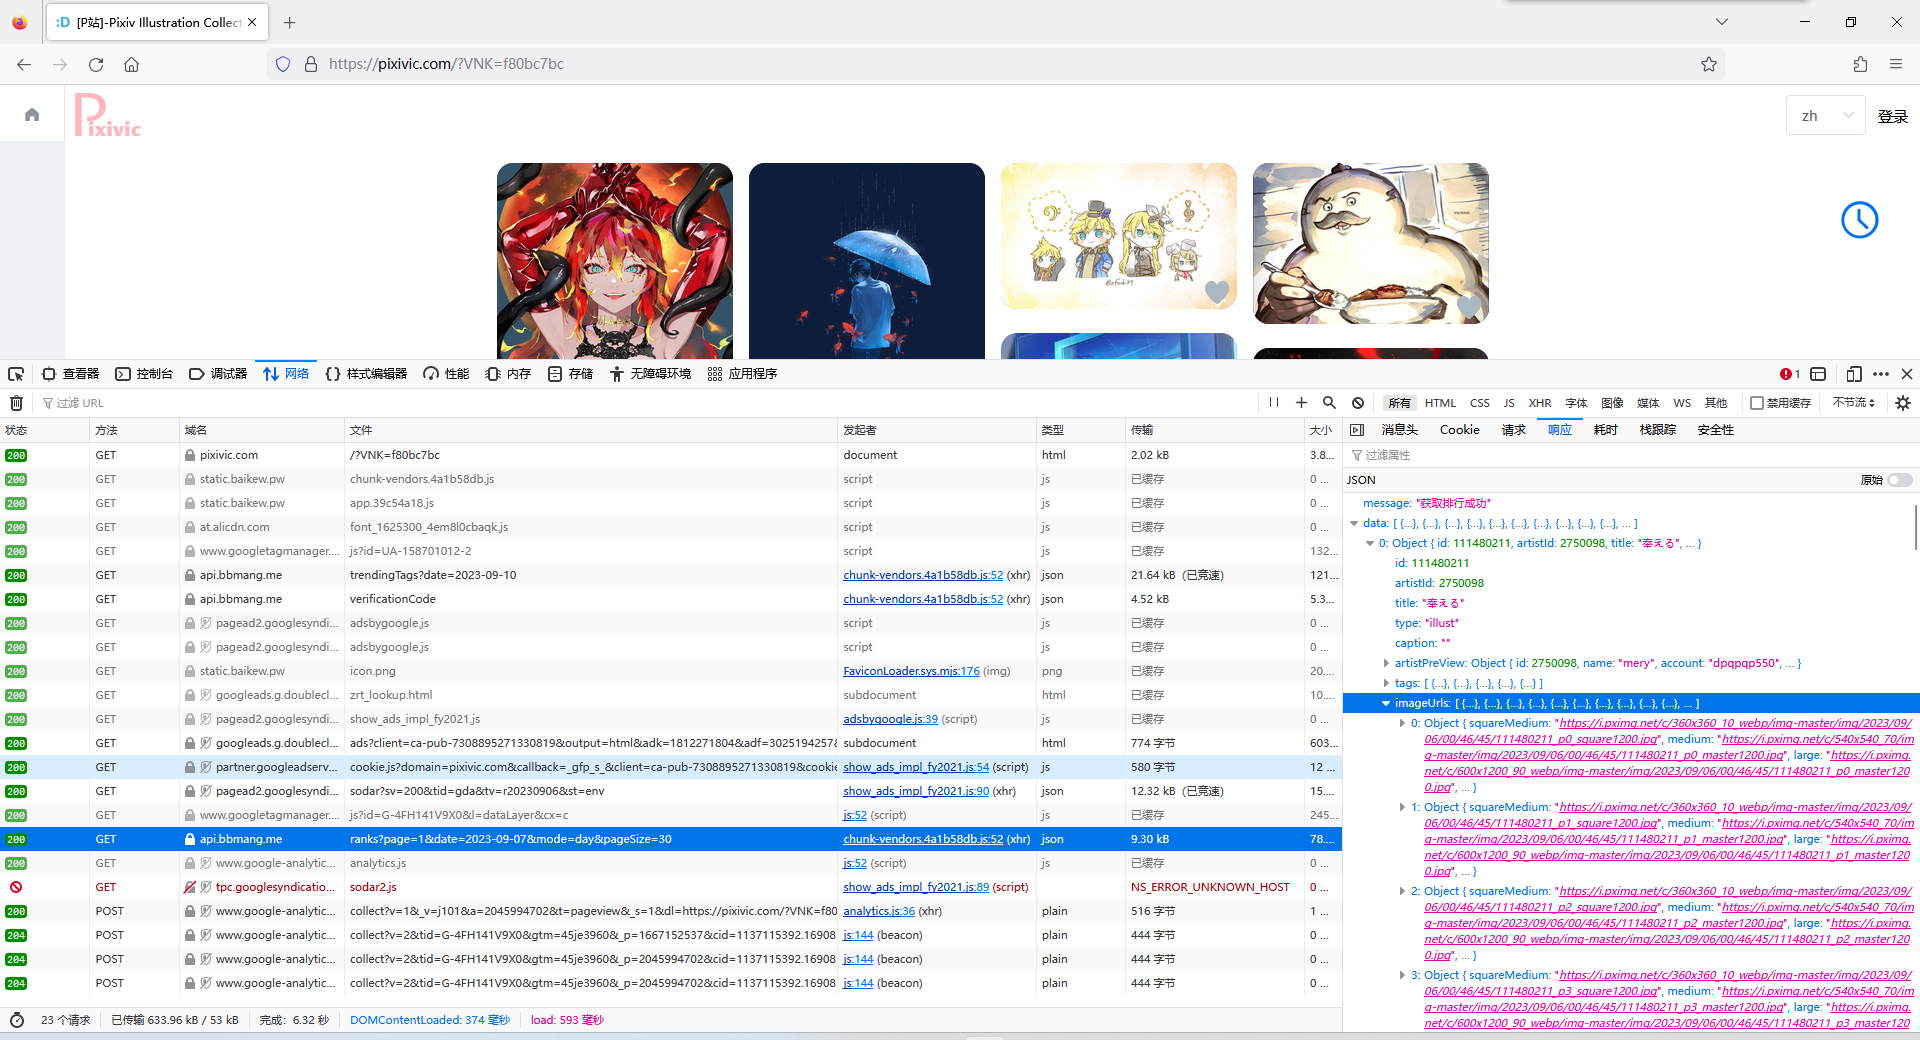 :D [P站]-Pixiv Illustration Collect
https://pixivic.com/?VNK=f80bc7bc
Pixivic
zh
登录
查看器 控制台 调试器 网络 {} 样式编辑器 性能 内存 存储 无障碍环境 应用程序 1
过滤 URL 所有 HTML CSS JS XHR 字体 图像 媒体 WS 其他 禁用缓存 不节流
状态 方法 域名 文件 发起者 类型 传输 大小
200 GET pixivic.com /?VNK=f80bc7bc document html 2.02 kB 3.8...
200 GET static.baikew.pw chunk-vendors.4a1b58db.js script js 已缓存 0 ...
200 GET static.baikew.pw app.39c54a18.js script js 已缓存 0 ...
200 GET at.alicdn.com font_1625300_4em8l0cbaqk.js script js 已缓存 0 ...
200 GET www.googletagmanager.... js?id=UA-158701012-2 script js 已缓存 132...
200 GET api.bbmang.me trendingTags?date=2023-09-10 chunk-vendors.4a1b58db.js:52 (xhr) json 21.64 kB（已竞速） 121...
200 GET api.bbmang.me verificationCode chunk-vendors.4a1b58db.js:52 (xhr) json 4.52 kB 5.3...
200 GET pagead2.googlesyndi... adsbygoogle.js script js 已缓存 0 ...
200 GET pagead2.googlesyndi... adsbygoogle.js script js 已缓存 0 ...
200 GET static.baikew.pw icon.png FaviconLoader.sys.mjs:176 (img) png 已缓存 20....
200 GET googleads.g.doublecl... zrt_lookup.html subdocument html 已缓存 10....
200 GET pagead2.googlesyndi... show_ads_impl_fy2021.js adsbygoogle.js:39 (script) js 已缓存 0 ...
200 GET googleads.g.doublecl... ads?client=ca-pub-7308895271330819&output=html&adk=1812271804&adf=3025194257& subdocument html 774 字节 603...
200 GET partner.googleadserv... cookie.js?domain=pixivic.com&callback=_gfp_s_&client=ca-pub-7308895271330819&cookie show_ads_impl_fy2021.js:54 (script) js 580 字节 12 ...
200 GET pagead2.googlesyndi... sodar?sv=200&tid=gda&tv=r20230906&st=env show_ads_impl_fy2021.js:90 (xhr) json 12.32 kB（已竞速） 15....
200 GET www.googletagmanager.... js?id=G-4FH141V9X0&l=dataLayer&cx=c js:52 (script) js 已缓存 245...
200 GET api.bbmang.me ranks?page=1&date=2023-09-07&mode=day&pageSize=30 chunk-vendors.4a1b58db.js:52 (xhr) json 9.30 kB 78....
200 GET www.google-analytic... analytics.js js:52 (script) js 已缓存 0 ...
GET tpc.googlesyndicatio... sodar2.js show_ads_impl_fy2021.js:89 (script) NS_ERROR_UNKNOWN_HOST 0 ...
200 POST www.google-analytic... collect?v=1&_v=j101&a=2045994702&t=pageview&_s=1&dl=https://pixivic.com/?VNK=f80 analytics.js:36 (xhr) plain 516 字节 1 ...
204 POST www.google-analytic... collect?v=2&tid=G-4FH141V9X0&gtm=45je3960&_p=1667152537&cid=1137115392.16908 js:144 (beacon) plain 444 字节 0 ...
204 POST www.google-analytic... collect?v=2&tid=G-4FH141V9X0&gtm=45je3960&_p=2045994702&cid=1137115392.16908 js:144 (beacon) plain 444 字节 0 ...
204 POST www.google-analytic... collect?v=2&tid=G-4FH141V9X0&gtm=45je3960&_p=2045994702&cid=1137115392.16908 js:144 (beacon) plain 444 字节 0 ...
23 个请求 已传输 633.96 kB / 53 kB 完成：6.32 秒 DOMContentLoaded: 374 毫秒 load: 593 毫秒
消息头 Cookie 请求 响应 耗时 栈跟踪 安全性
过滤属性
JSON 原始
message: "获取排行成功"
data: [ {…}, {…}, {…}, {…}, {…}, {…}, {…}, {…}, {…}, {…}, … ]
0: Object { id: 111480211, artistId: 2750098, title: "奉える", … }
id: 111480211
artistId: 2750098
title: "奉える"
type: "illust"
caption: ""
artistPreView: Object { id: 2750098, name: "mery", account: "dpqpqp550", … }
tags: [ {…}, {…}, {…}, {…}, {…} ]
imageUrls: [ {…}, {…}, {…}, {…}, {…}, {…}, {…}, {…}, {…}, {…}, … ]
0: Object { squareMedium: "https://i.pximg.net/c/360x360_10_webp/img-master/img/2023/09/
06/00/46/45/111480211_p0_square1200.jpg", medium: "https://i.pximg.net/c/540x540_70/im
g-master/img/2023/09/06/00/46/45/111480211_p0_master1200.jpg", large: "https://i.pximg.
net/c/600x1200_90_webp/img-master/img/2023/09/06/00/46/45/111480211_p0_master120
0.jpg", … }
1: Object { squareMedium: "https://i.pximg.net/c/360x360_10_webp/img-master/img/2023/09/
06/00/46/45/111480211_p1_square1200.jpg", medium: "https://i.pximg.net/c/540x540_70/im
g-master/img/2023/09/06/00/46/45/111480211_p1_master1200.jpg", large: "https://i.pximg.
net/c/600x1200_90_webp/img-master/img/2023/09/06/00/46/45/111480211_p1_master120
0.jpg", … }
2: Object { squareMedium: "https://i.pximg.net/c/360x360_10_webp/img-master/img/2023/09/
06/00/46/45/111480211_p2_square1200.jpg", medium: "https://i.pximg.net/c/540x540_70/im
g-master/img/2023/09/06/00/46/45/111480211_p2_master1200.jpg", large: "https://i.pximg.
net/c/600x1200_90_webp/img-master/img/2023/09/06/00/46/45/111480211_p2_master120
0.jpg", … }
3: Object { squareMedium: "https://i.pximg.net/c/360x360_10_webp/img-master/img/2023/09/
06/00/46/45/111480211_p3_square1200.jpg", medium: "https://i.pximg.net/c/540x540_70/im
g-master/img/2023/09/06/00/46/45/111480211_p3_master1200.jpg", large: "https://i.pximg.
net/c/600x1200_90_webp/img-master/img/2023/09/06/00/46/45/111480211_p3_master120